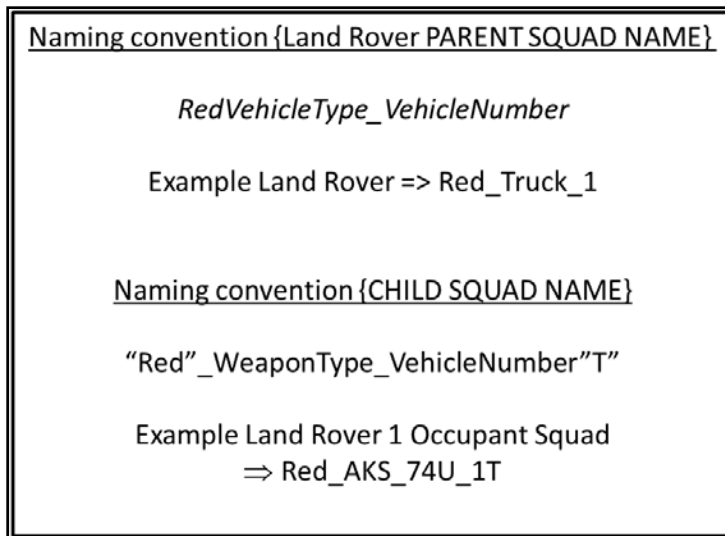 Naming convention {Land Rover PARENT SQUAD NAME}
RedVehicleType_VehicleNumber
Example Land Rover => Red_Truck_1
Naming convention {CHILD SQUAD NAME}
“Red”_WeaponType_VehicleNumber”T”
Example Land Rover 1 Occupant Squad
⇒ Red_AKS_74U_1T